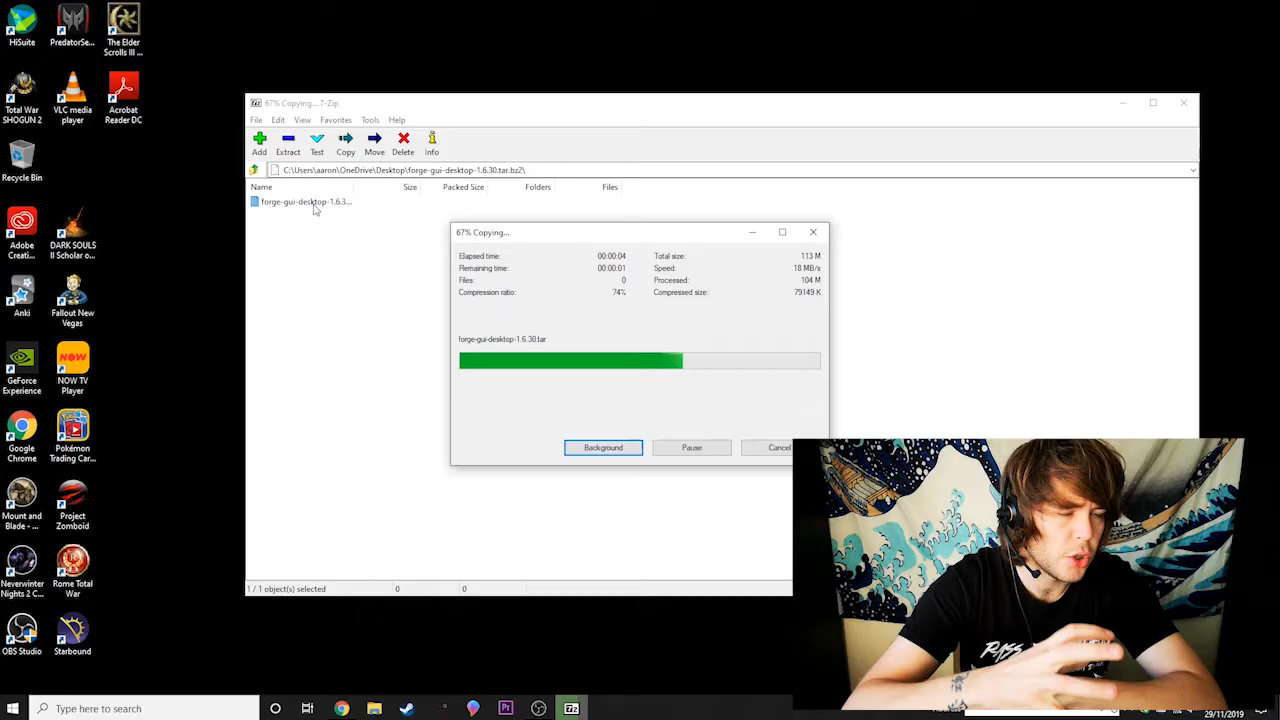 HiSuite
PredatorSe...
The Elder
Scrolls III ...
Total War
SHOGUN 2
VLC media
player
Acrobat
Reader DC
Recycle Bin
Adobe
Creati...
DARK SOULS
II Scholar o...
Anki
Fallout New
Vegas
GeForce
Experience
NOW TV
Player
Google
Chrome
Pokémon
Trading Car...
Mount and
Blade - ...
Project
Zomboid
Neverwinter
Nights 2 C...
Rome Total
War
OBS Studio
Starbound
67% Copying... 7-Zip
File Edit View Favorites Tools Help
Add Extract Test Copy Move Delete Info
C:\Users\aaron\OneDrive\Desktop\forge-gui-desktop-1.6.30.tar.bz2\
Name Size Packed Size Folders Files
forge-gui-desktop-1.6.3...
67% Copying...
Elapsed time: 00:00:04 Total size: 113 M
Remaining time: 00:00:01 Speed: 18 MB/s
Files: 0 Processed: 104 M
Compression ratio: 74% Compressed size: 79149 K
forge-gui-desktop-1.6.30.tar
Background Pause Cancel
1 / 1 object(s) selected 0 0
Type here to search
29/11/2019